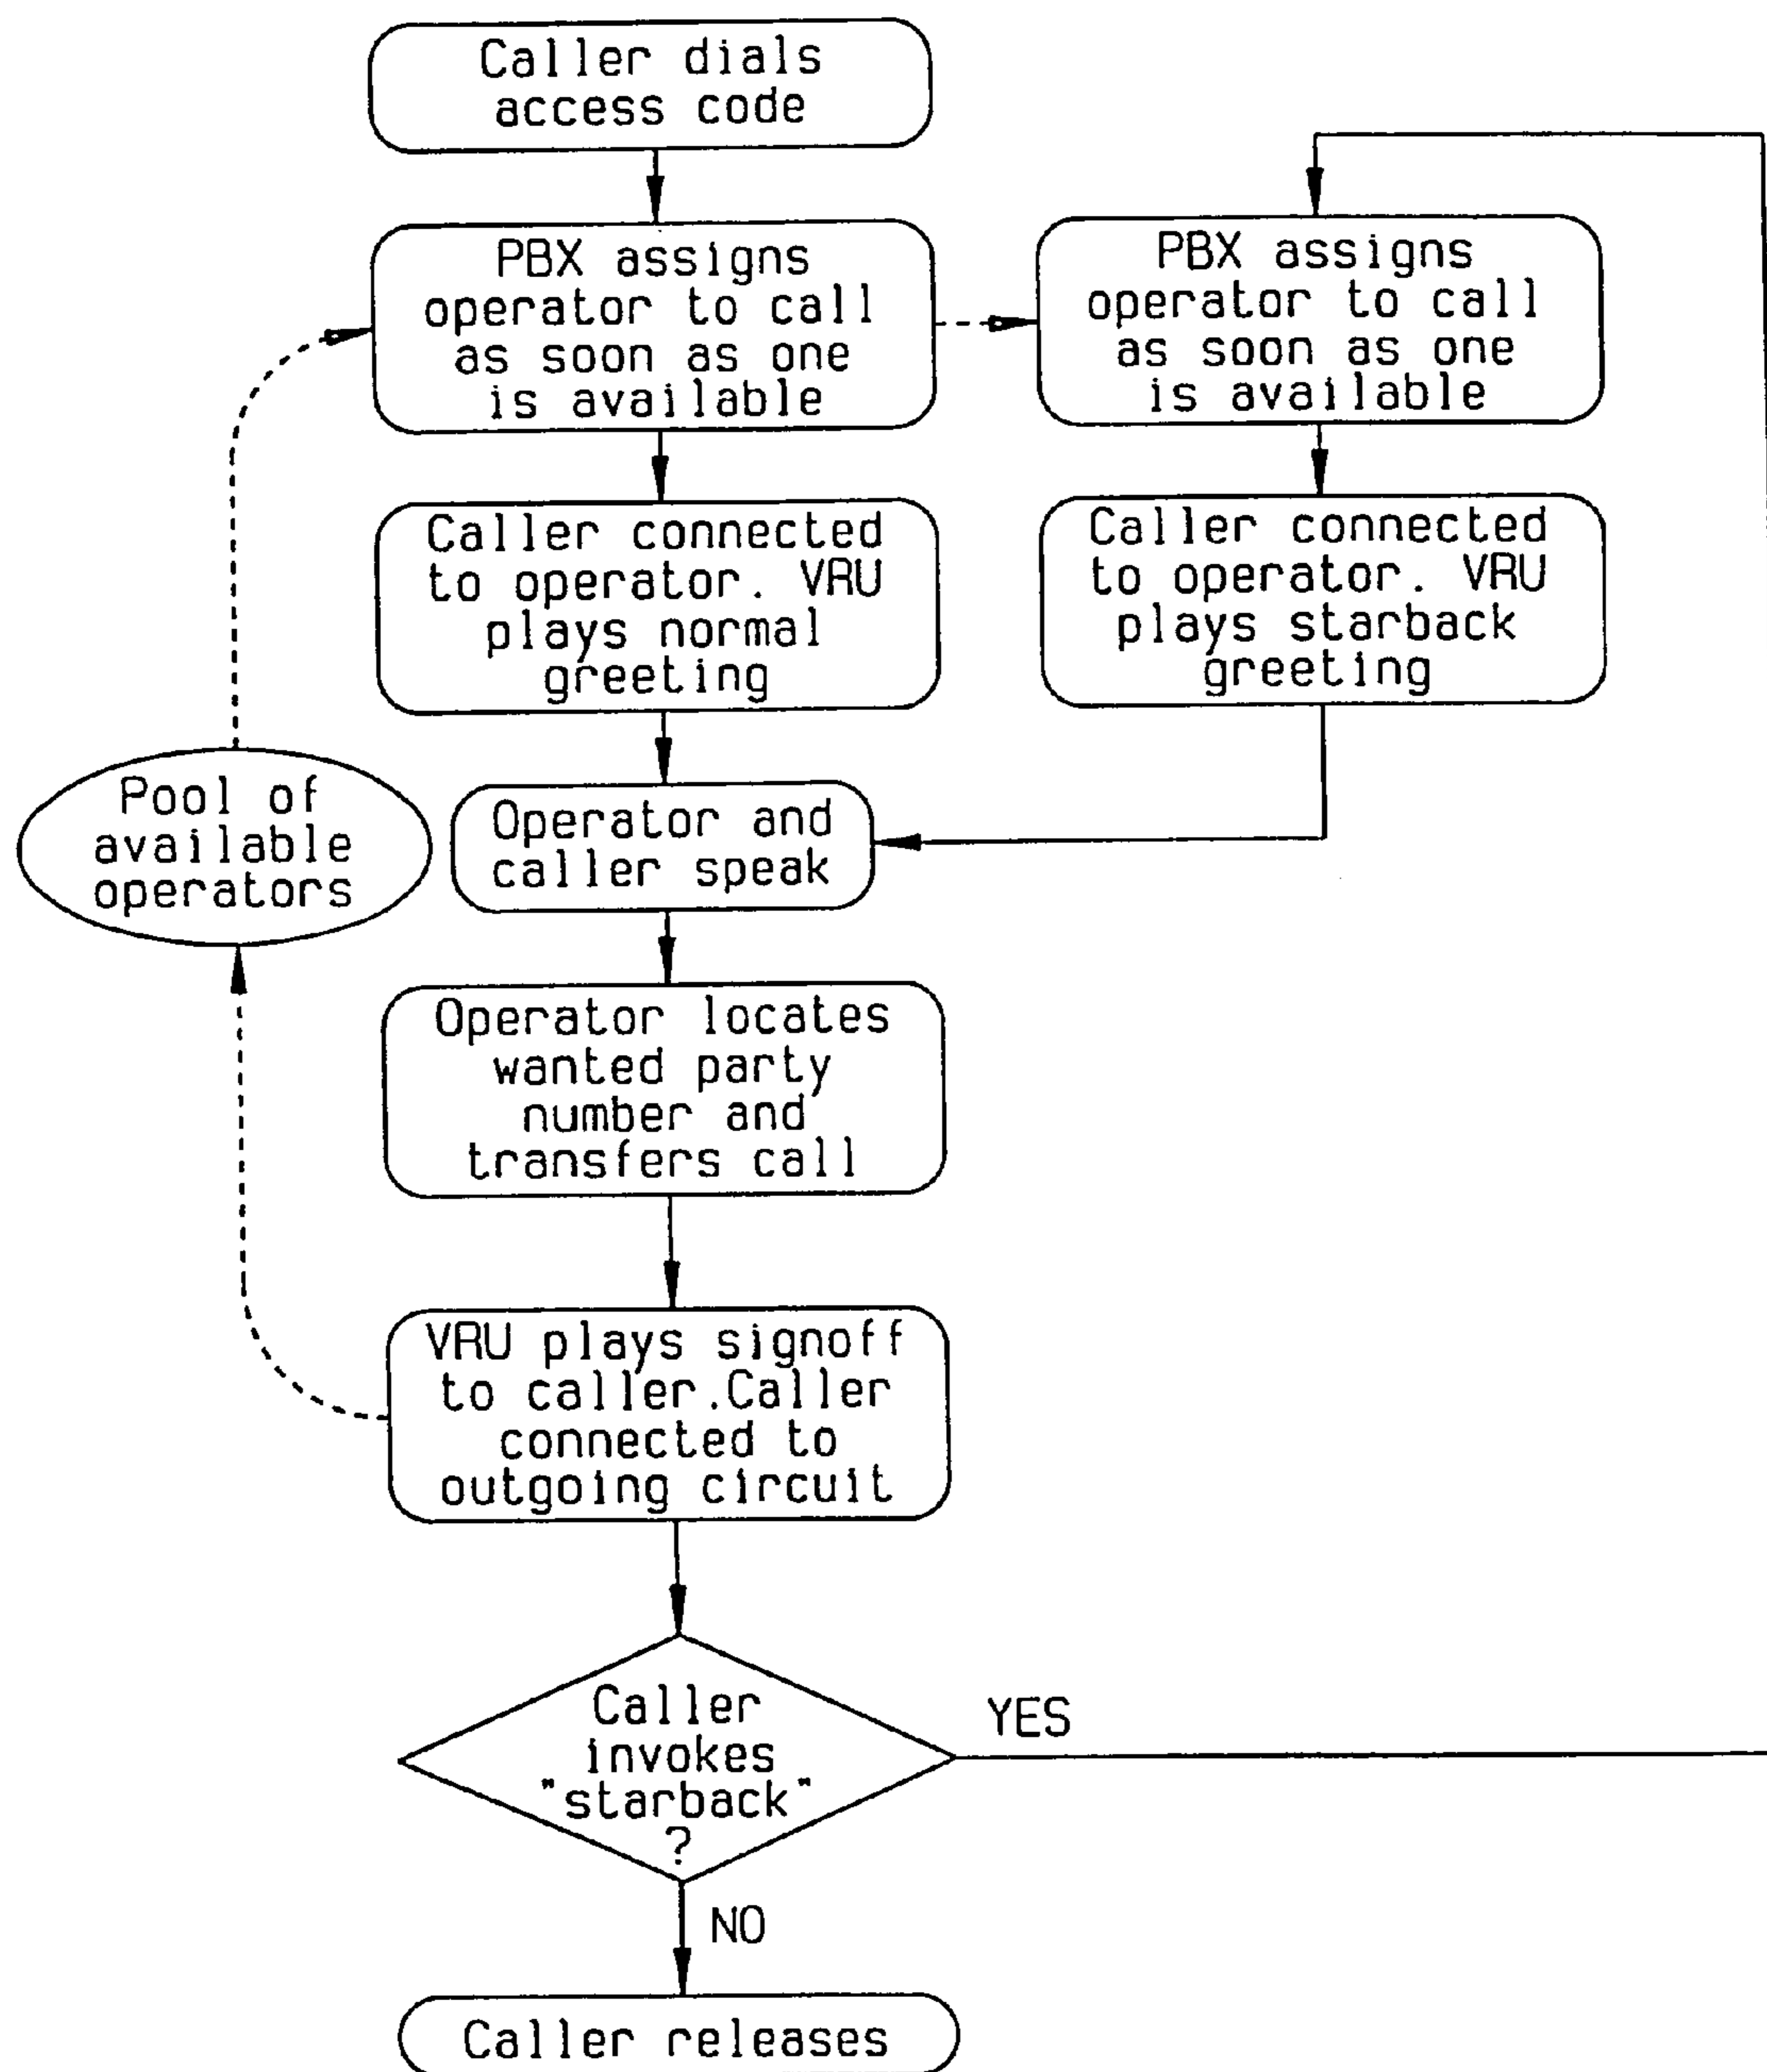 Caller dials
access code
PBX assigns
operator to call
as soon as one
is available
PBX assigns
operator to call
as soon as one
is available
Caller connected
to operator. VRU
plays normal
greeting
Caller connected
to operator. VRU
plays starback
greeting
Pool of
available
operators
Operator and
caller speak
Operator locates
wanted party
number and
transfers call
VRU plays signoff
to caller.Caller
connected to
outgoing circuit
Caller
invokes
"starback"
?
YES
NO
Caller releases